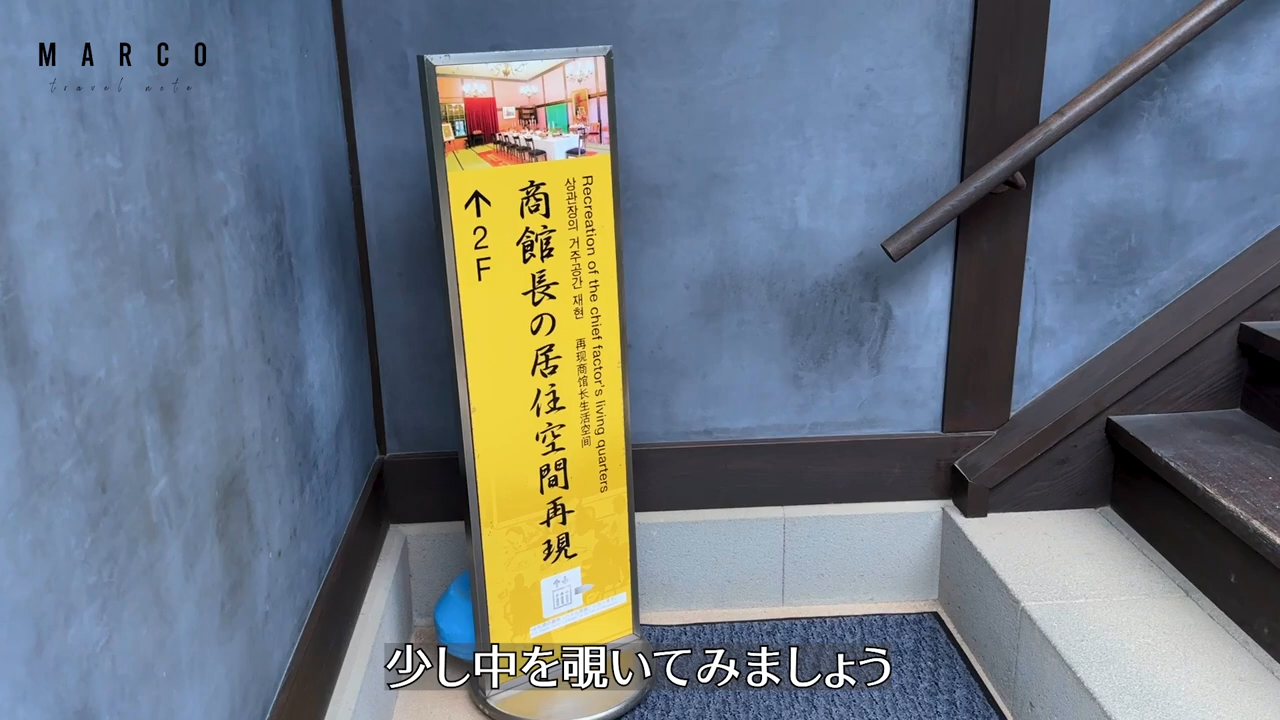 MARCO
travel note
↑2F
商館長の居住空間再現
Recreation of the chief factor's living quarters
상관장의 거주공간 재현
再现商馆长生活空间
少し中を覗いてみましょう